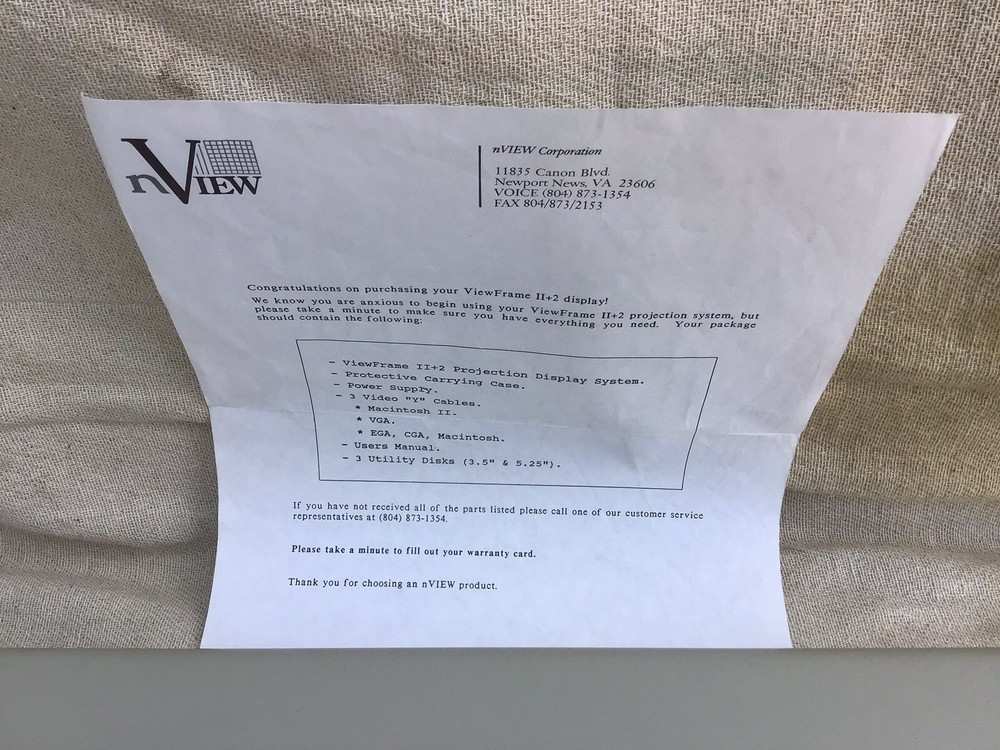 nVIEW
nVIEW Corporation
11835 Canon Blvd.
Newport News, VA 23606
VOICE (804) 873-1354
FAX 804/873/2153
Congratulations on purchasing your ViewFrame II+2 display!
We know you are anxious to begin using your ViewFrame II+2 projection system, but
please take a minute to make sure you have everything you need. Your package
should contain the following:
- ViewFrame II+2 Projection Display System.
- Protective Carrying Case.
- Power Supply.
- 3 Video "Y" Cables.
* Macintosh II.
* VGA.
* EGA, CGA, Macintosh.
- Users Manual.
- 3 Utility Disks (3.5" & 5.25").
If you have not received all of the parts listed please call one of our customer service
representatives at (804) 873-1354.
Please take a minute to fill out your warranty card.
Thank you for choosing an nVIEW product.